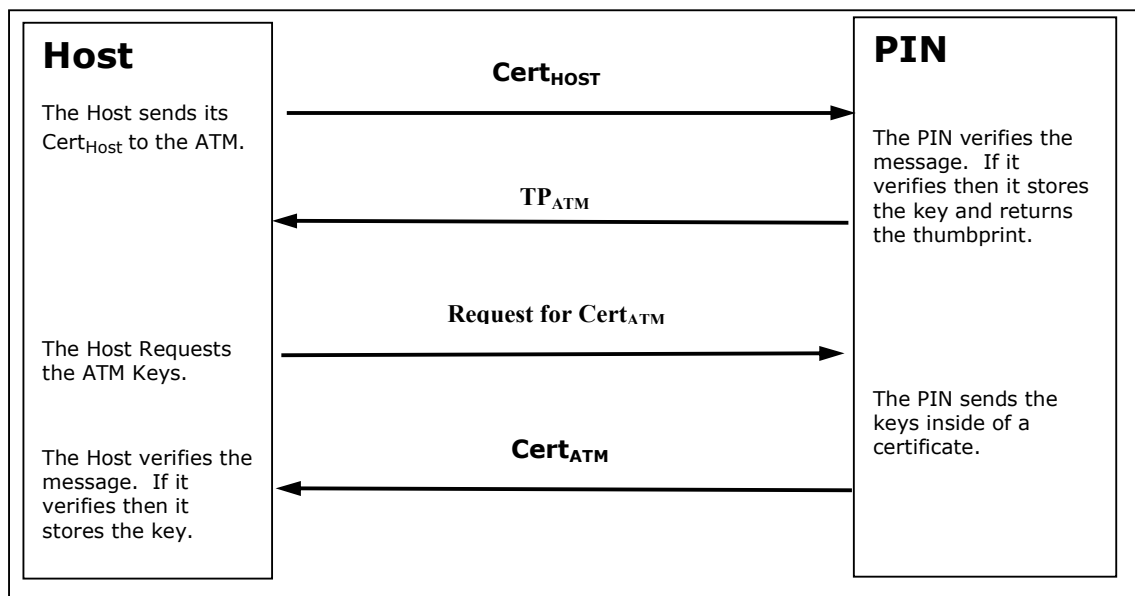 Host
The Host sends its
CertHost to the ATM.
CertHOST
PIN
The PIN verifies the
message.  If it
verifies then it stores
the key and returns
the thumbprint.
TPATM
Request for CertATM
The Host Requests
the ATM Keys.
The PIN sends the
keys inside of a
certificate.
CertATM
The Host verifies the
message.  If it
verifies then it
stores the key.